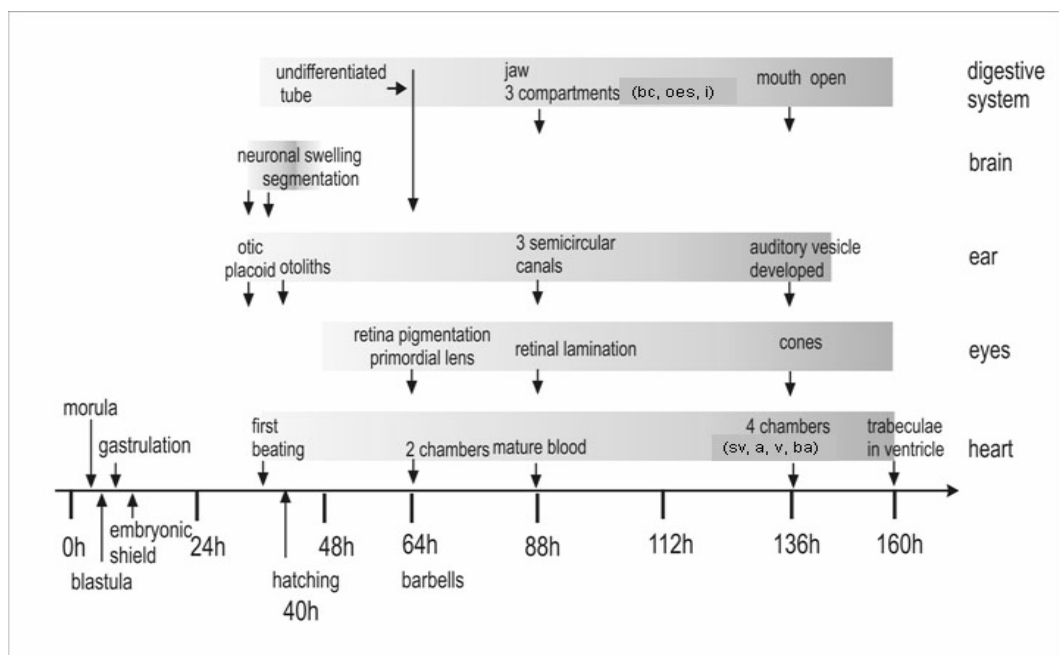 undifferentiated
tube
jaw
3 compartments (bc, oes, i)
mouth open
digestive
system
neuronal swelling
segmentation
brain
otic
placoid
otoliths
3 semicircular
canals
auditory vesicle
developed
ear
retina pigmentation
primordial lens
retinal lamination
cones
eyes
morula
gastrulation
first
beating
2 chambers
mature blood
4 chambers
(sv, a, v, ba)
trabeculae
in ventricle
heart
0h
embryonic
shield
blastula
24h
hatching
40h
48h
64h
barbells
88h
112h
136h
160h